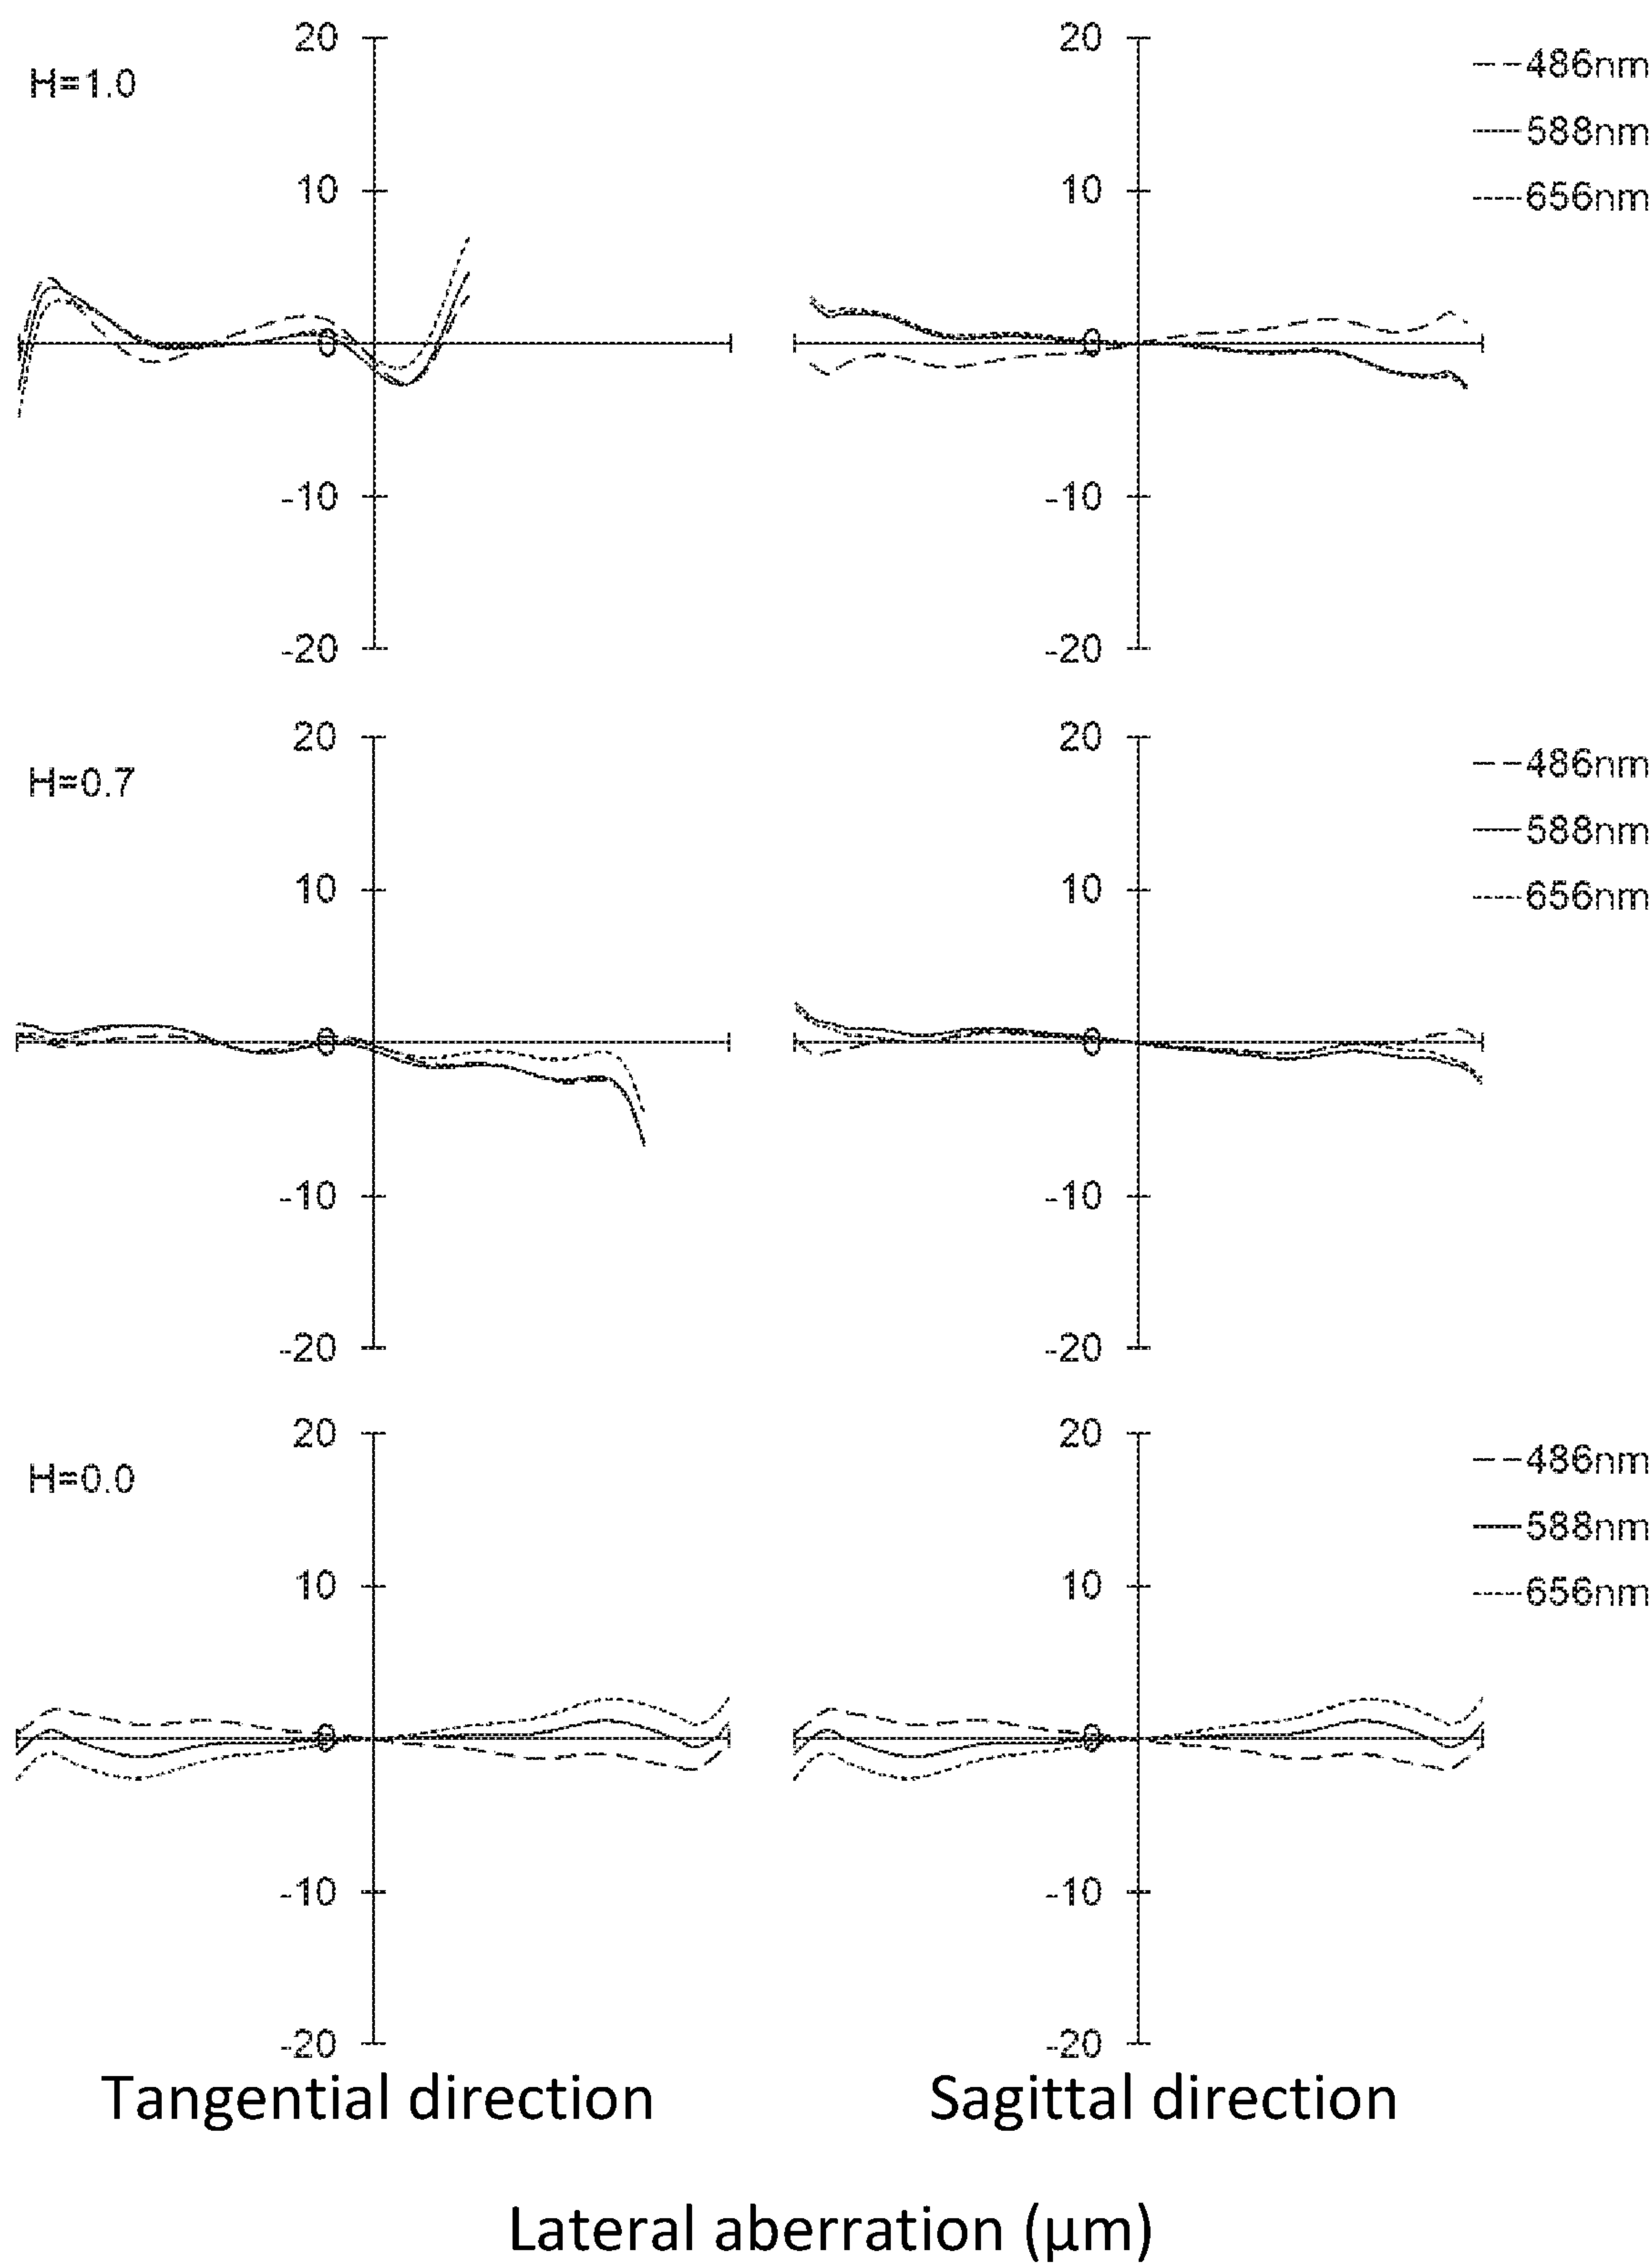 20 20
H=1.0 486nm
588nm
10 10 656nm
0 0
-10 -10
-20 -20
20 20
H=0.7 486nm
588nm
10 10 656nm
0 0
-10 -10
-20 -20
20 20
H=0.0 486nm
588nm
10 10 656nm
0 0
-10 -10
-20 -20
Tangential direction Sagittal direction
Lateral aberration (μm)